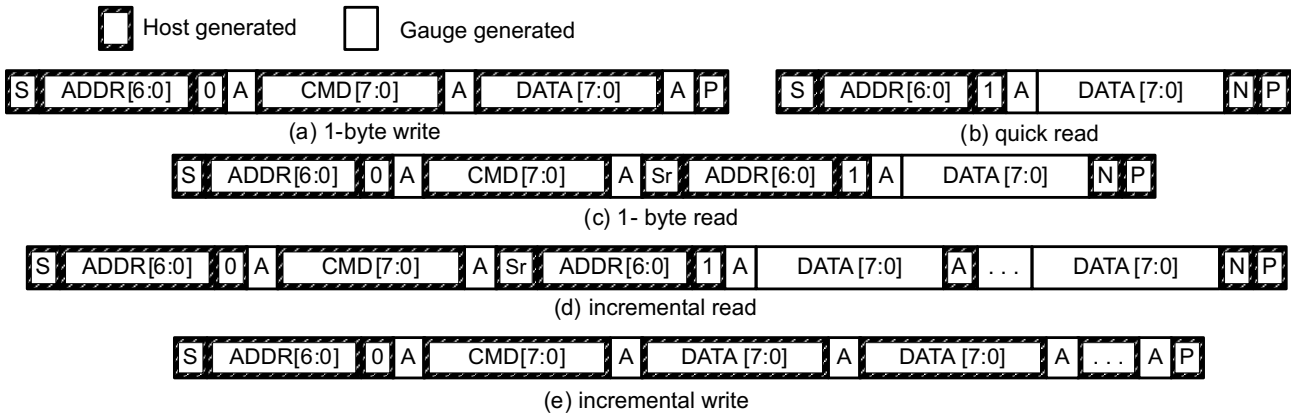 Host generated Gauge generated
S ADDR[6:0] 0 A CMD[7:0] A DATA [7:0] A P S ADDR[6:0] 1 A DATA [7:0] N P
(a) 1-byte write (b) quick read
S ADDR[6:0] 0 A CMD[7:0] A Sr ADDR[6:0] 1 A DATA [7:0] N P
(c) 1- byte read
S ADDR[6:0] 0 A CMD[7:0] A Sr ADDR[6:0] 1 A DATA [7:0] A . . . DATA [7:0] N P
(d) incremental read
S ADDR[6:0] 0 A CMD[7:0] A DATA [7:0] A DATA [7:0] A . . . A P
(e) incremental write